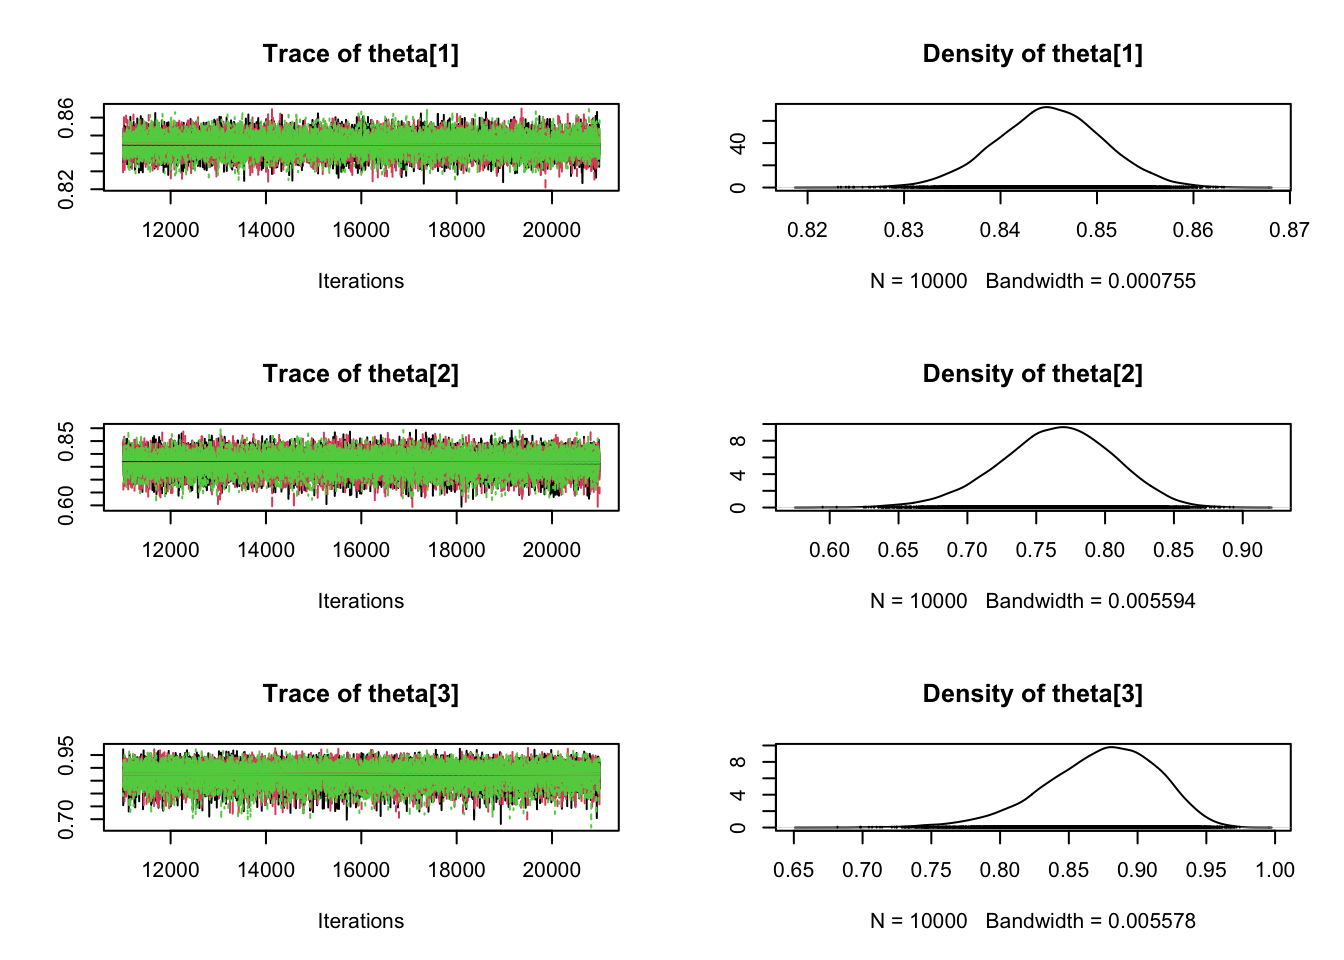 Trace of theta[1]
0.86
0.82
12000 14000 16000 18000 20000
Iterations
Density of theta[1]
40
0
0.82 0.83 0.84 0.85 0.86 0.87
N = 10000 Bandwidth = 0.000755
Trace of theta[2]
0.85
0.60
12000 14000 16000 18000 20000
Iterations
Density of theta[2]
8
4
0
0.60 0.65 0.70 0.75 0.80 0.85 0.90
N = 10000 Bandwidth = 0.005594
Trace of theta[3]
0.95
0.70
12000 14000 16000 18000 20000
Iterations
Density of theta[3]
8
4
0
0.65 0.70 0.75 0.80 0.85 0.90 0.95 1.00
N = 10000 Bandwidth = 0.005578